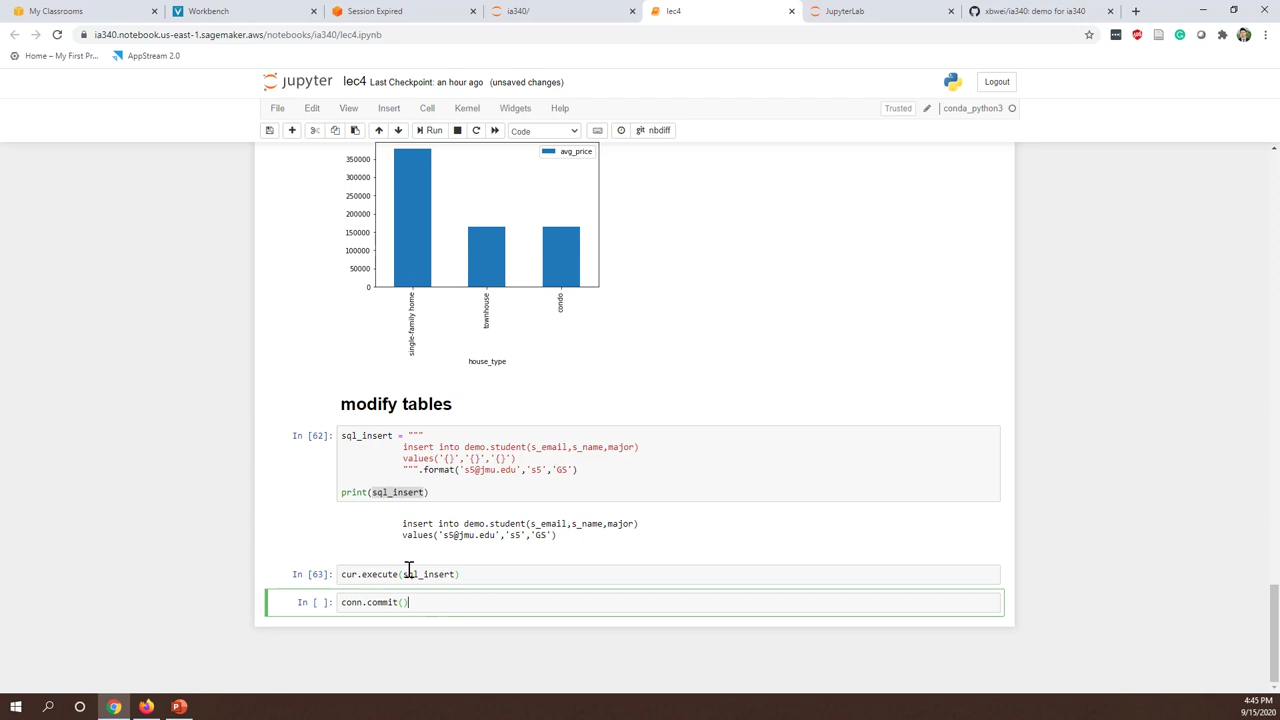 My Classrooms
Workbench
Session Expired
ia340/
lec4
JupyterLab
xbwei/ia340: demo for ia340
ia340.notebook.us-east-1.sagemaker.aws/notebooks/ia340/lec4.ipynb
Home – My First Pr...
AppStream 2.0
jupyter lec4 Last Checkpoint: an hour ago (unsaved changes)
Logout
File Edit View Insert Cell Kernel Widgets Help
Trusted
conda_python3
Run
Code
nbdiff
avg_price
350000
300000
250000
200000
150000
100000
50000
0
single-family home
townhouse
condo
house_type
modify tables
In [62]:
sql_insert = """
insert into demo.student(s_email,s_name,major)
values('{}','{}','{}')
""".format('s5@jmu.edu','s5','GS')
print(sql_insert)
insert into demo.student(s_email,s_name,major)
values('s5@jmu.edu','s5','GS')
In [63]: cur.execute(sql_insert)
In [ ]: conn.commit()
4:45 PM
9/15/2020